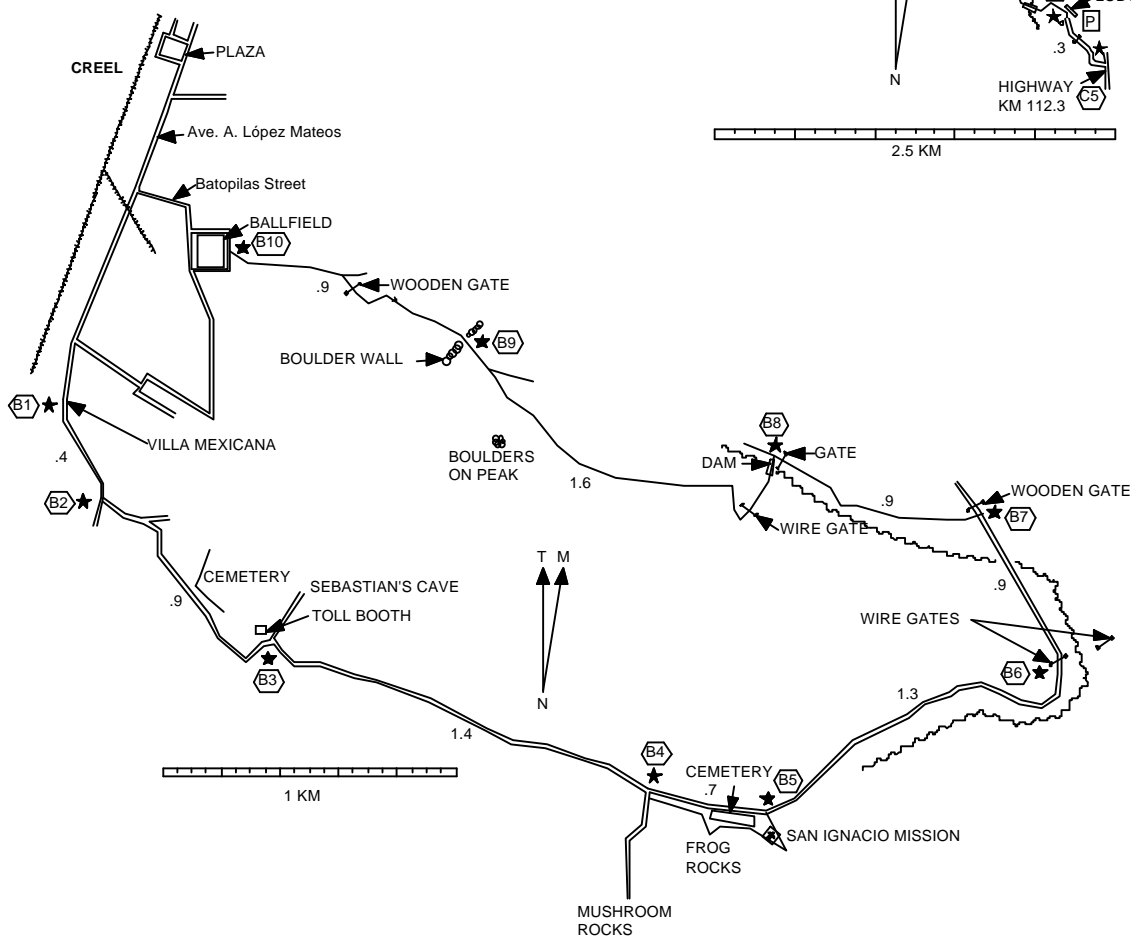 PLAZA
CREEL
Ave. A. López Mateos
Batopilas Street
BALLFIELD
B10
.9
WOODEN GATE
B9
BOULDER WALL
B1
VILLA MEXICANA
.4
B2
BOULDERS
ON PEAK
1.6
B8
DAM
GATE
.9
WOODEN GATE
B7
WIRE GATE
.9
CEMETERY
.9
SEBASTIAN'S CAVE
TOLL BOOTH
B3
T M
N
WIRE GATES
B6
1.3
1.4
B4
CEMETERY
.7
B5
SAN IGNACIO MISSION
FROG
ROCKS
MUSHROOM
ROCKS
1 KM
P
.3
N
HIGHWAY
KM 112.3
C5
2.5 KM